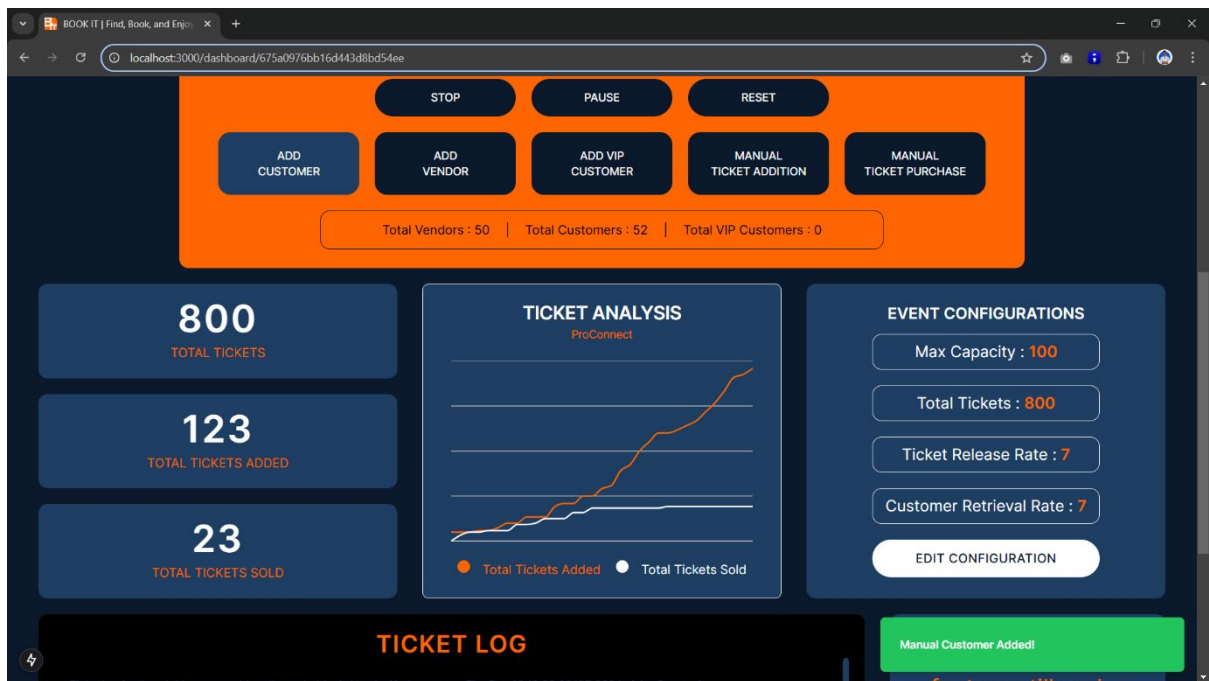 BOOK IT | Find, Book, and Enjoy
localhost:3000/dashboard/675a0976bb16d443d8bd54ee
STOP
PAUSE
RESET
ADD
CUSTOMER
ADD
VENDOR
ADD VIP
CUSTOMER
MANUAL
TICKET ADDITION
MANUAL
TICKET PURCHASE
Total Vendors : 50 | Total Customers : 52 | Total VIP Customers : 0
800
TOTAL TICKETS
123
TOTAL TICKETS ADDED
23
TOTAL TICKETS SOLD
TICKET ANALYSIS
ProConnect
Total Tickets Added
Total Tickets Sold
EVENT CONFIGURATIONS
Max Capacity : 100
Total Tickets : 800
Ticket Release Rate : 7
Customer Retrieval Rate : 7
EDIT CONFIGURATION
TICKET LOG
Manual Customer Added!